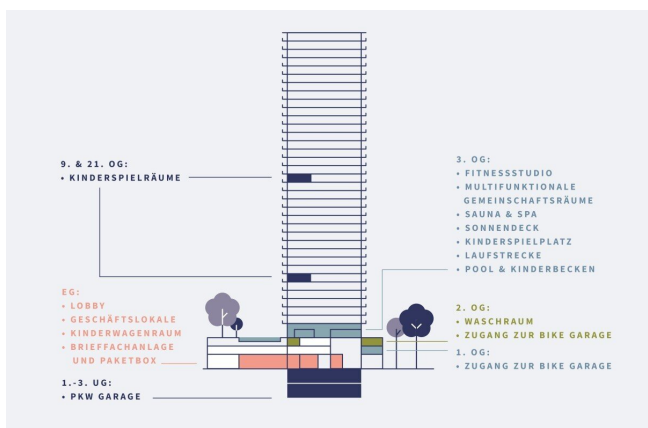 9. & 21. OG:
• KINDERSPIELRÄUME
EG:
• LOBBY
• GESCHÄFTSLOKALE
• KINDERWAGENRAUM
• BRIEFFACHANLAGE
UND PAKETBOX
1.-3. UG:
• PKW GARAGE
3. OG:
• FITNESSSTUDIO
• MULTIFUNKTIONALE
GEMEINSCHAFTSRÄUME
• SAUNA & SPA
• SONNENDECK
• KINDERSPIELPLATZ
• LAUFSTRECKE
• POOL & KINDERBECKEN
2. OG:
• WASCHRAUM
• ZUGANG ZUR BIKE GARAGE
1. OG:
• ZUGANG ZUR BIKE GARAGE